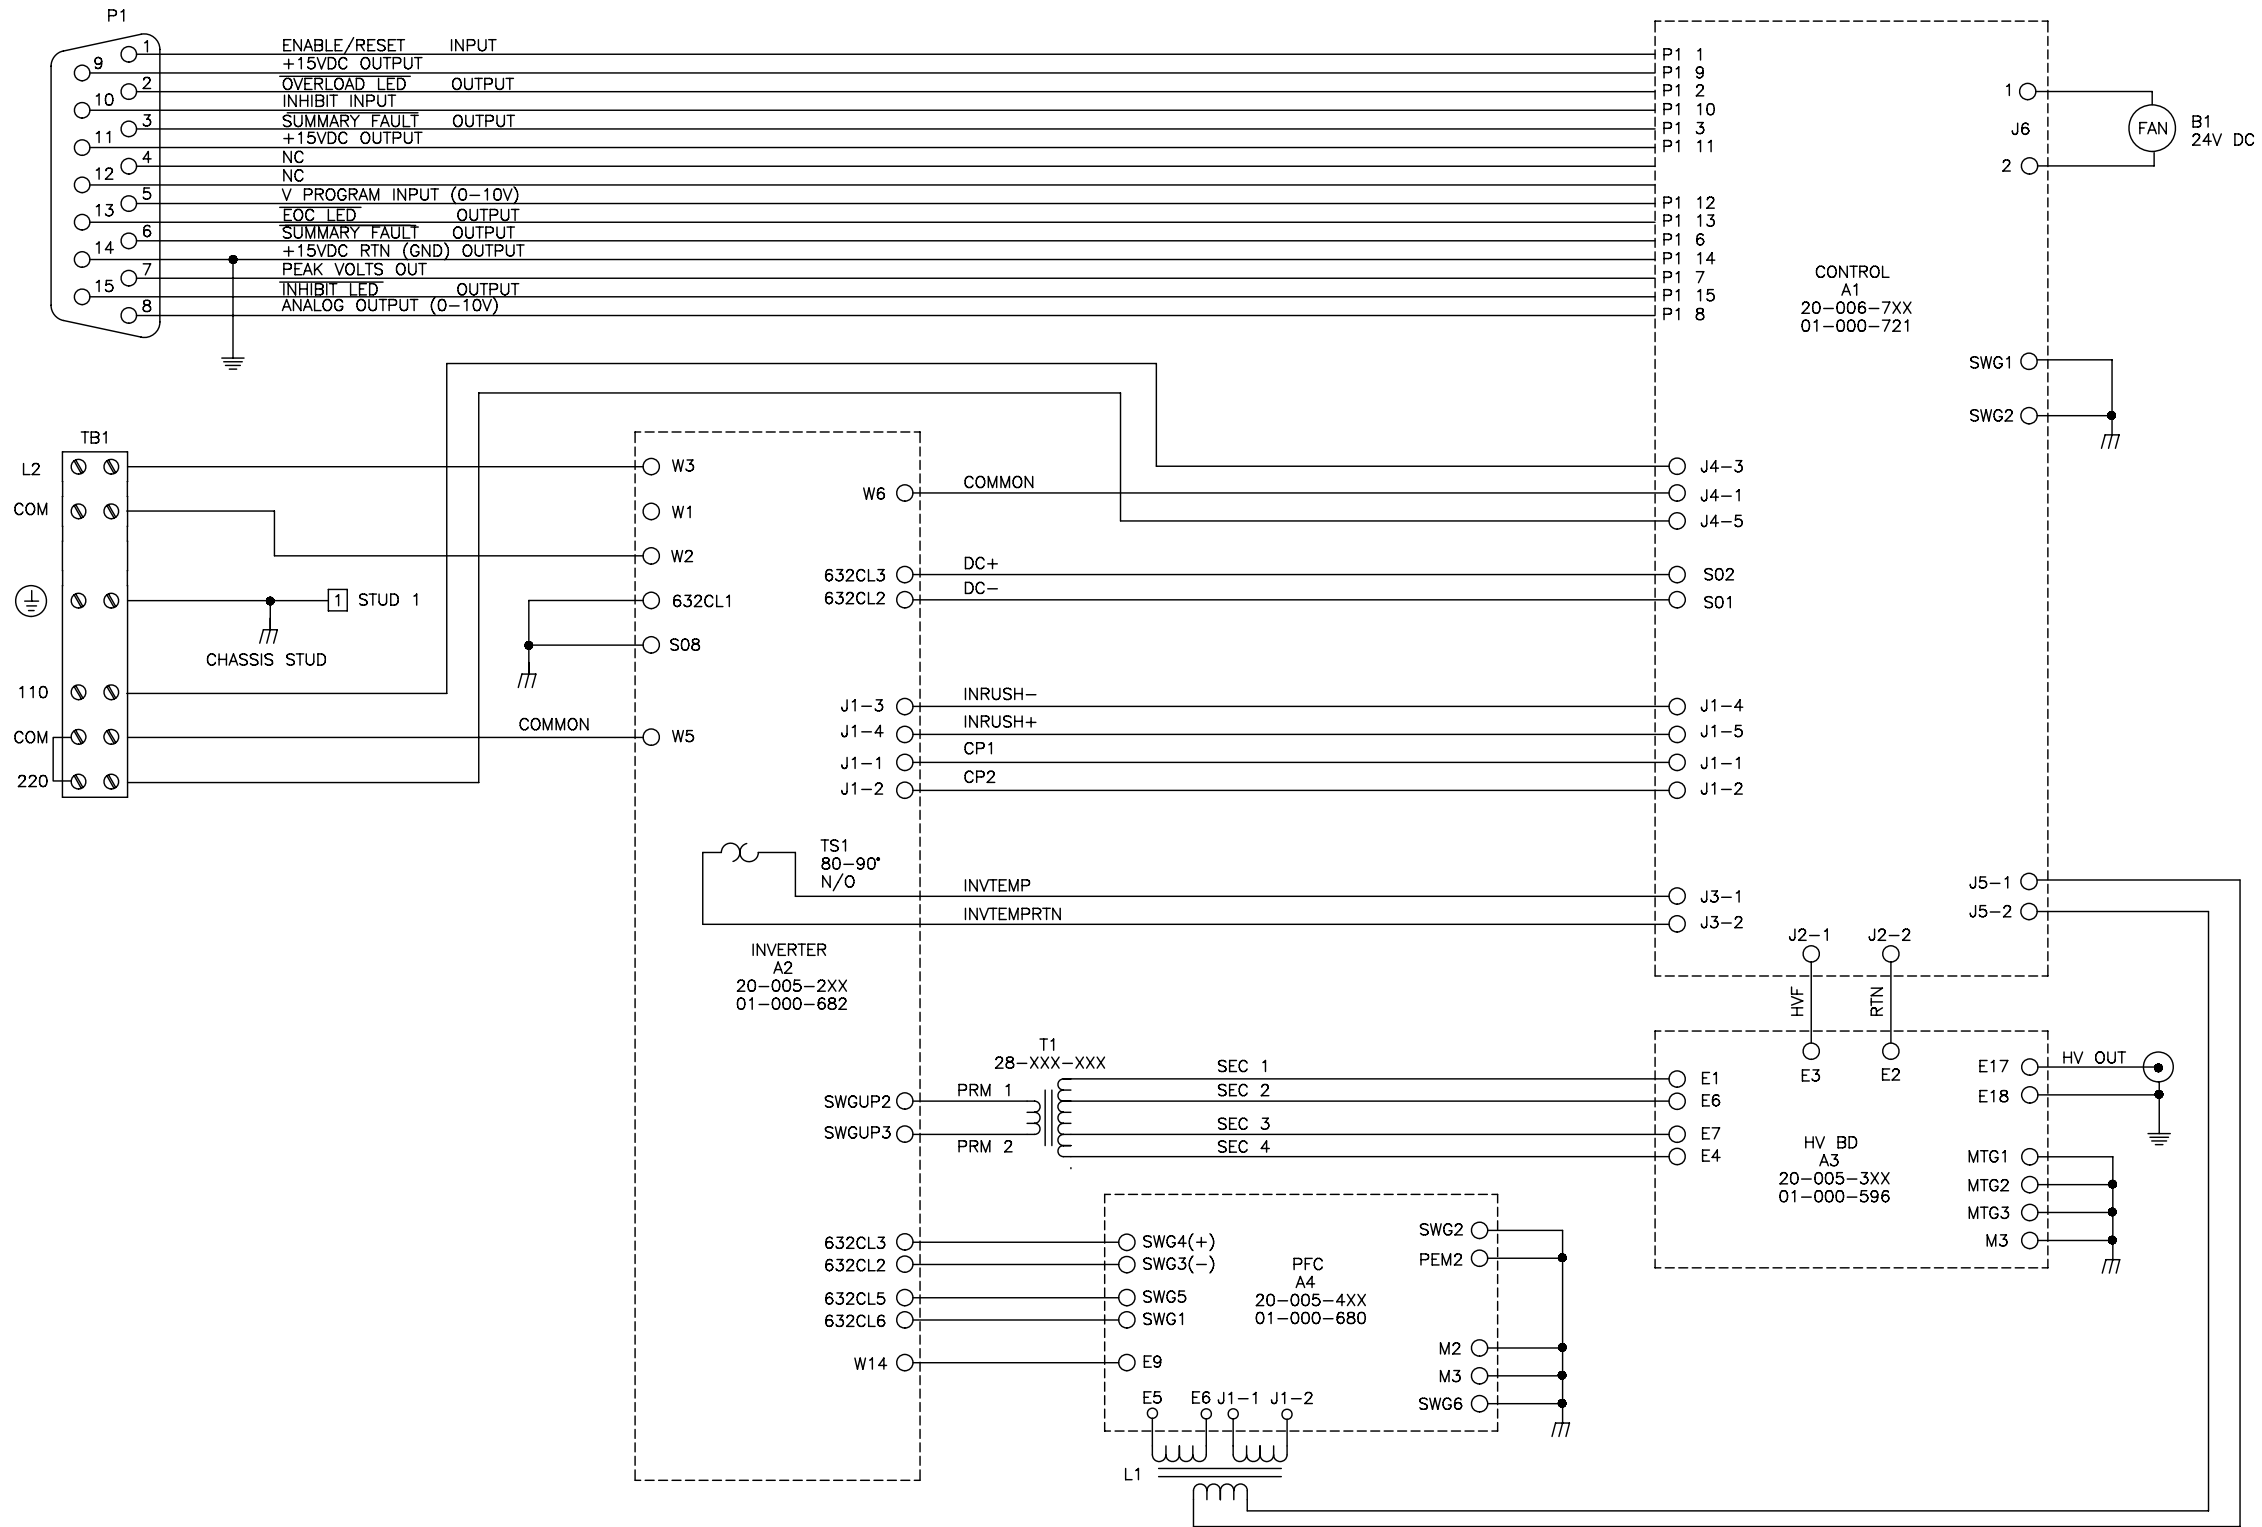 P1
1 ENABLE/RESET INPUT P1 1
9 +15VDC OUTPUT P1 9
2 OVERLOAD LED OUTPUT P1 2
10 INHIBIT INPUT P1 10
3 SUMMARY FAULT OUTPUT P1 3
11 +15VDC OUTPUT P1 11
4 NC
12 NC
5 V PROGRAM INPUT (0-10V) P1 12
13 EOC LED OUTPUT P1 13
6 SUMMARY FAULT OUTPUT P1 6
14 +15VDC RTN (GND) OUTPUT P1 14
7 PEAK VOLTS OUT P1 7
15 INHIBIT LED OUTPUT P1 15
8 ANALOG OUTPUT (0-10V) P1 8
CONTROL
A1
20-006-7XX
01-000-721
1
J6
2
FAN
B1
24V DC
SWG1
SWG2
J4-3
J4-1
J4-5
S02
S01
J1-4
J1-5
J1-1
J1-2
J3-1
J3-2
J5-1
J5-2
J2-1
J2-2
HVF
RTN
TB1
L2
COM
110
COM
220
1 STUD 1
CHASSIS STUD
COMMON
W3
W1
W2
632CL1
S08
W5
W6
COMMON
632CL3
DC+
632CL2
DC-
J1-3
INRUSH-
J1-4
INRUSH+
J1-1
CP1
J1-2
CP2
TS1
80-90°
N/O
INVTEMP
INVTEMPRTN
INVERTER
A2
20-005-2XX
01-000-682
SWGUP2
PRM 1
SWGUP3
PRM 2
T1
28-XXX-XXX
SEC 1
SEC 2
SEC 3
SEC 4
E1
E6
E7
E4
E3
E2
E17
HV OUT
E18
HV BD
A3
20-005-3XX
01-000-596
MTG1
MTG2
MTG3
M3
632CL3
632CL2
632CL5
632CL6
W14
SWG4(+)
SWG3(-)
SWG5
SWG1
E9
PFC
A4
20-005-4XX
01-000-680
SWG2
PEM2
M2
M3
SWG6
E5
E6
J1-1
J1-2
L1